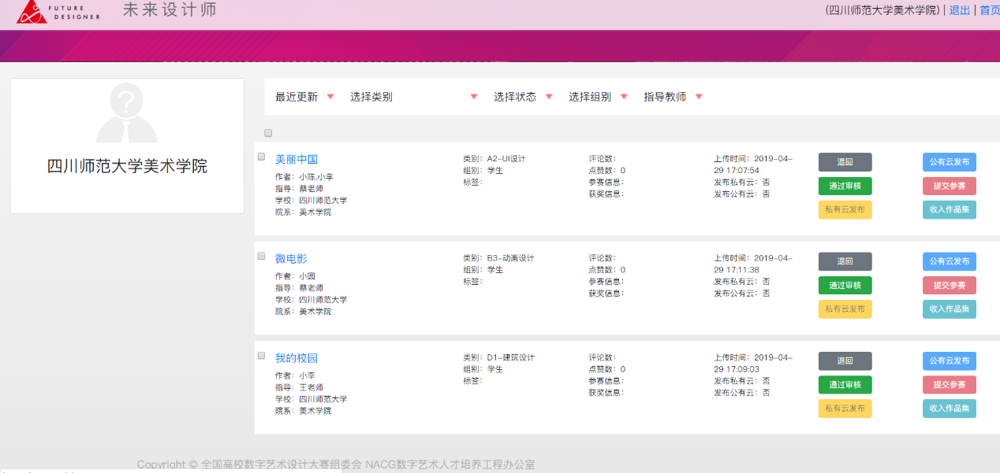 FUTURE
DESIGNER
未来设计师
(四川师范大学美术学院) | 退出 | 首页
四川师范大学美术学院
最近更新 选择类别 选择状态 选择组别 指导教师
美丽中国
作者：小陈,小李
指导：蔡老师
学校：四川师范大学
院系：美术学院
类别：A2-UI设计
组别：学生
标签：
评论数：
点赞数：0
参赛信息：
获奖信息：
上传时间：2019-04-
29 17:07:54
发布私有云：否
发布公有云：否
退回
通过审核
私有云发布
公有云发布
提交参赛
收入作品集
微电影
作者：小圆
指导：蔡老师
学校：四川师范大学
院系：美术学院
类别：B3-动画设计
组别：学生
标签：
评论数：
点赞数：0
参赛信息：
获奖信息：
上传时间：2019-04-
29 17:11:38
发布私有云：否
发布公有云：否
退回
通过审核
私有云发布
公有云发布
提交参赛
收入作品集
我的校园
作者：小李
指导：王老师
学校：四川师范大学
院系：美术学院
类别：D1-建筑设计
组别：学生
标签：
评论数：
点赞数：0
参赛信息：
获奖信息：
上传时间：2019-04-
29 17:09:03
发布私有云：否
发布公有云：否
退回
通过审核
私有云发布
公有云发布
提交参赛
收入作品集
Copyright © 全国高校数字艺术设计大赛组委会 NACG数字艺术人才培养工程办公室